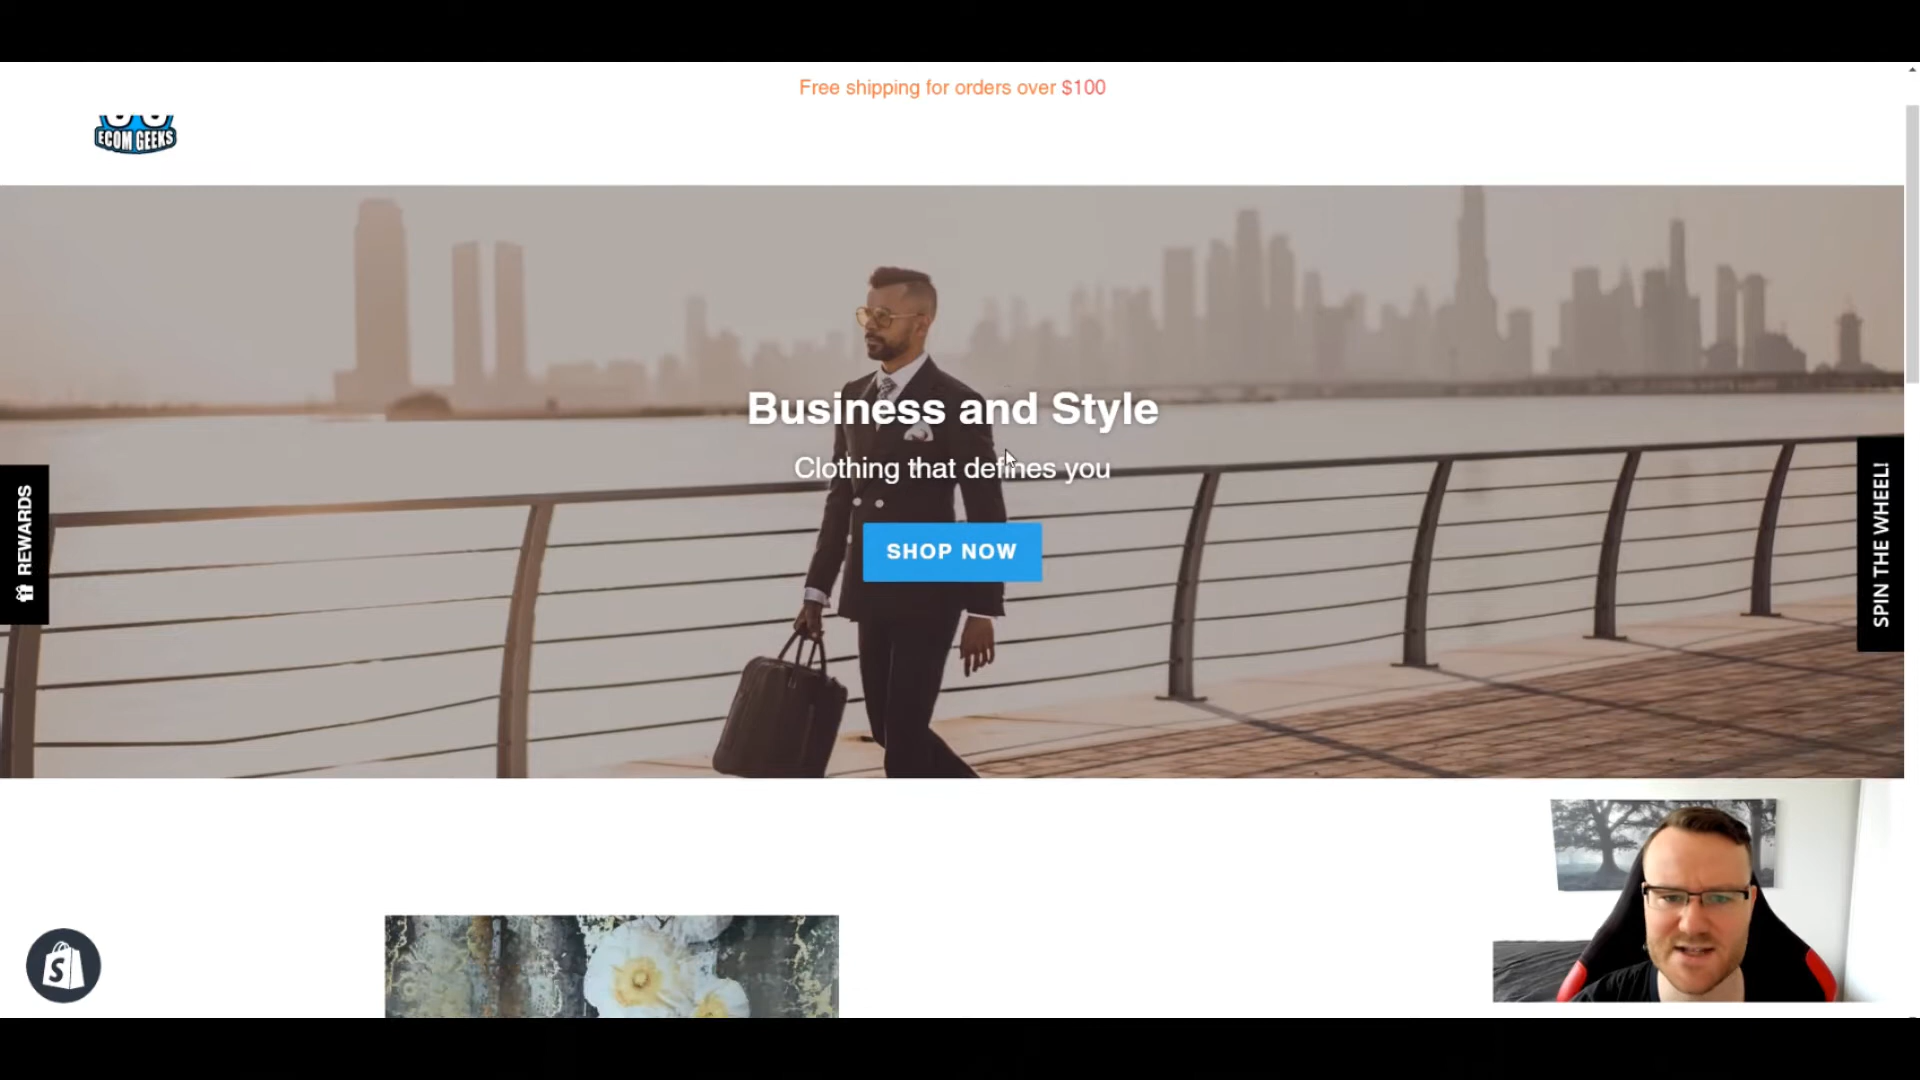 Free shipping for orders over $100
ECOM GEEKS
Business and Style
Clothing that defines you
SHOP NOW
REWARDS
SPIN THE WHEEL!
S